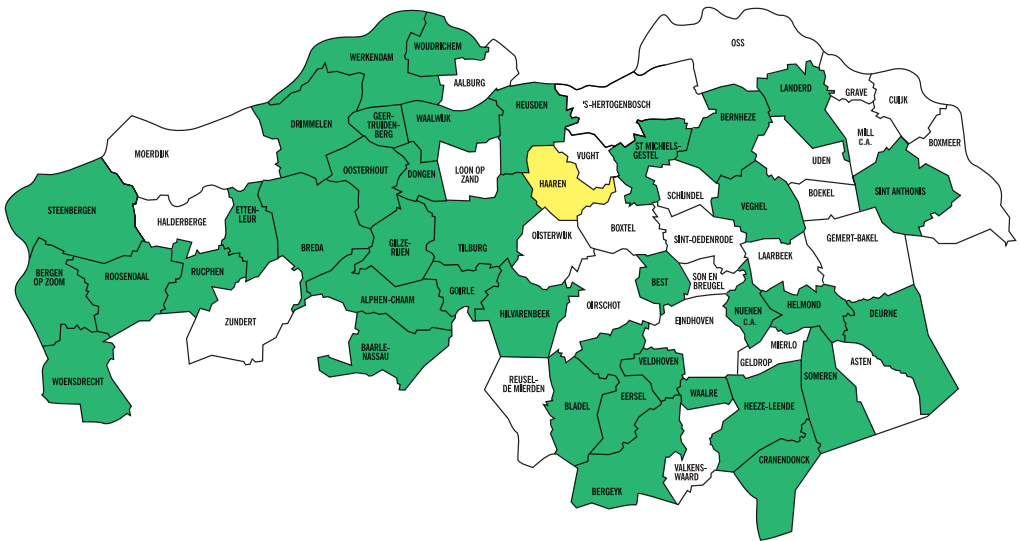 WOUDRICHEM
WERKENDAM
AALBURG
OSS
LANDERD
GRAVE
CUIJK
HEUSDEN
'S-HERTOGENBOSCH
DRIMMELEN
GEER-
TRUIDEN-
BERG
WAALWIJK
BERNHEZE
MILL
C.A.
BOXMEER
MOERDIJK
OOSTERHOUT
DONGEN
LOON OP
ZAND
VUGHT
ST MICHIELS-
GESTEL
UDEN
HAAREN
SCHIJNDEL
BOEKEL
SINT ANTHONIS
STEENBERGEN
HALDERBERGE
ETTEN-
LEUR
VEGHEL
BREDA
GILZE-
RIJEN
TILBURG
OISTERWIJK
BOXTEL
SINT-OEDENRODE
GEMERT-BAKEL
LAARBEEK
BERGEN
OP ZOOM
ROOSENDAAL
RUCPHEN
BEST
SON EN
BREUGEL
ALPHEN-CHAAM
GOIRLE
HILVARENBEEK
OIRSCHOT
NUENEN
C.A.
HELMOND
DEURNE
ZUNDERT
EINDHOVEN
BAARLE-
NASSAU
MIERLO
VELDHOVEN
GELDROP
ASTEN
WOENSDRECHT
REUSEL-
DE MIERDEN
SOMEREN
BLADEL
EERSEL
WAALRE
HEEZE-LEENDE
CRANENDONCK
VALKENS-
WAARD
BERGEYK